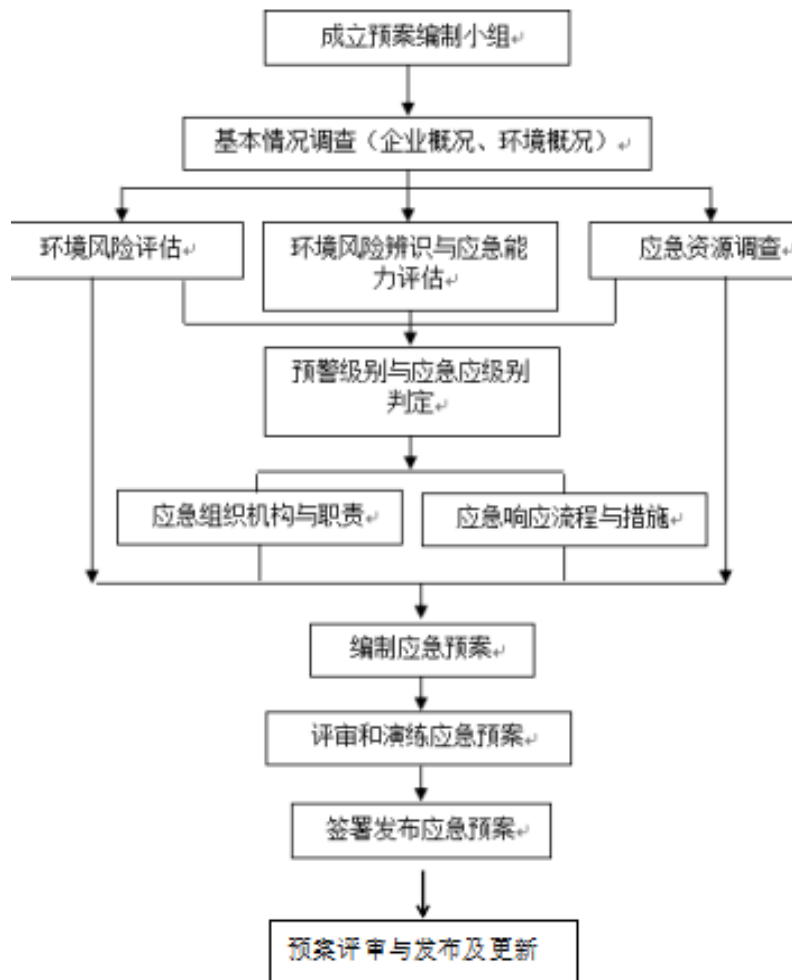 成立预案编制小组
基本情况调查（企业概况、环境概况）
环境风险评估
环境风险辨识与应急能
力评估
应急资源调查
预警级别与应急应级别
判定
应急组织机构与职责
应急响应流程与措施
编制应急预案
评审和演练应急预案
签署发布应急预案
预案评审与发布及更新